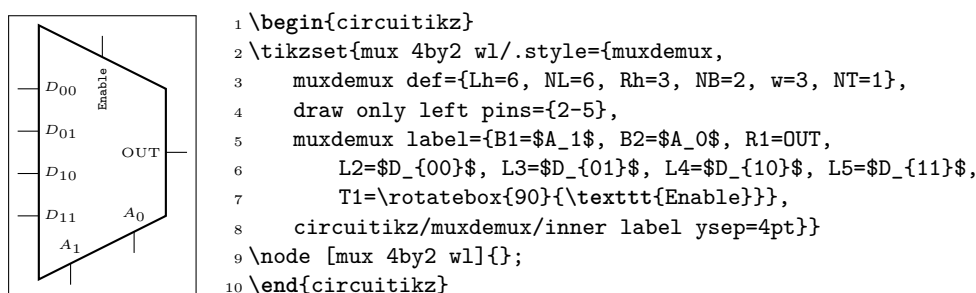 D00
D01
D10
D11
Enable
OUT
A0
A1
1 \begin{circuitikz}
2 \tikzset{mux 4by2 wl/.style={muxdemux,
3 muxdemux def={Lh=6, NL=6, Rh=3, NB=2, w=3, NT=1},
4 draw only left pins={2-5},
5 muxdemux label={B1=$A_1$, B2=$A_0$, R1=OUT,
6 L2=$D_{00}$, L3=$D_{01}$, L4=$D_{10}$, L5=$D_{11}$,
7 T1=\rotatebox{90}{\texttt{Enable}}},
8 circuitikz/muxdemux/inner label ysep=4pt}}
9 \node [mux 4by2 wl]{};
10 \end{circuitikz}